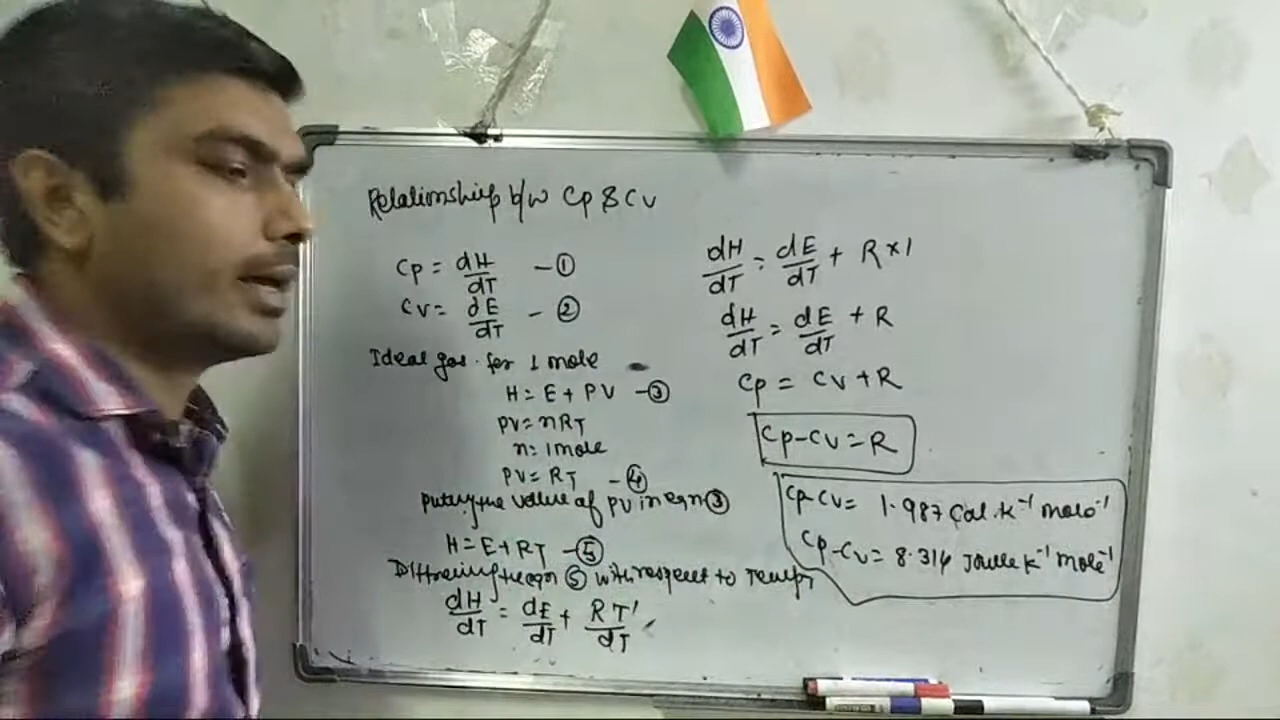 Relationship b/w Cp & Cv
Cp = dH/dT - ①
Cv = dE/dT - ②
Ideal gas for 1 mole
H = E + PV - ③
PV = nRT
n = 1 mole
PV = RT - ④
Putting the value of PV in eqn ③
H = E + RT - ⑤
the eqn ⑤ with respect to Temp
dH/dT = dE/dT + RT'/dT
dH/dT = dE/dT + R × 1
dH/dT = dE/dT + R
Cp = Cv + R
Cp - Cv = R
Cp - Cv = 1.987 Cal. K⁻¹ mole⁻¹
Cp - Cv = 8.314 Joule K⁻¹ mole⁻¹